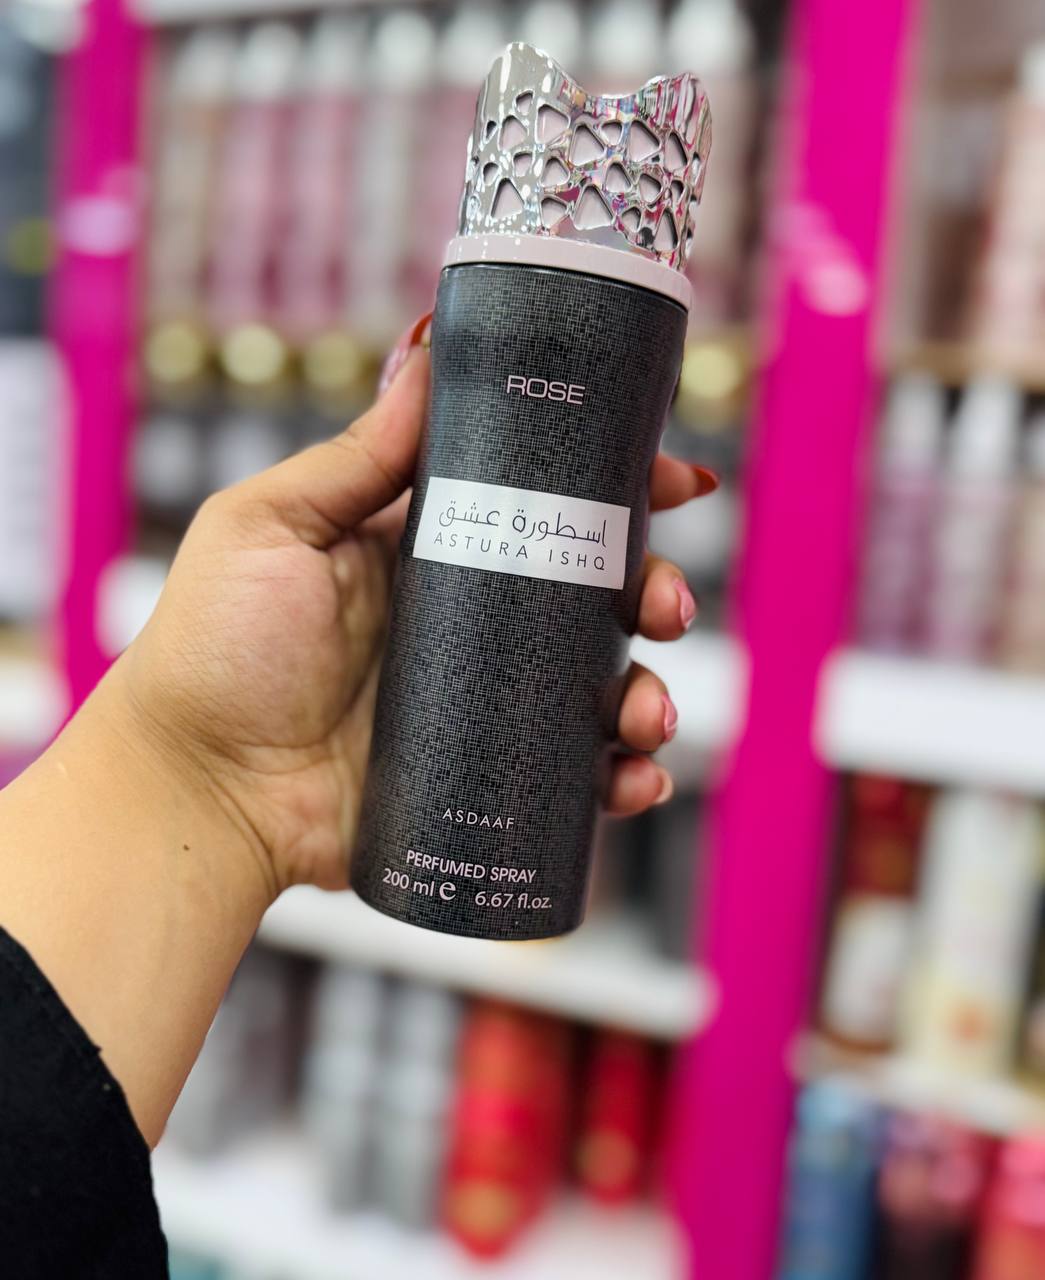 ROSE
اسطورة عشق
ASTURA ISHQ
ASDAAF
PERFUMED SPRAY
200 ml e 6.67 fl.oz.